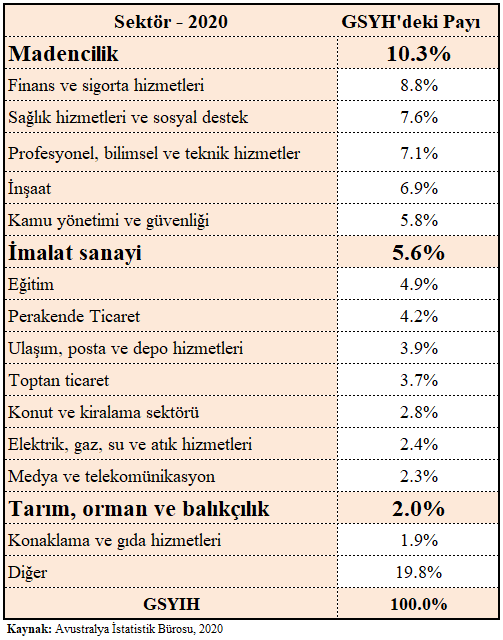 Sektör - 2020 GSYH'deki Payı
Madencilik 10.3%
Finans ve sigorta hizmetleri 8.8%
Sağlık hizmetleri ve sosyal destek 7.6%
Profesyonel, bilimsel ve teknik hizmetler 7.1%
İnşaat 6.9%
Kamu yönetimi ve güvenliği 5.8%
İmalat sanayi 5.6%
Eğitim 4.9%
Perakende Ticaret 4.2%
Ulaşım, posta ve depo hizmetleri 3.9%
Toptan ticaret 3.7%
Konut ve kiralama sektörü 2.8%
Elektrik, gaz, su ve atık hizmetleri 2.4%
Medya ve telekomünikasyon 2.3%
Tarım, orman ve balıkçılık 2.0%
Konaklama ve gıda hizmetleri 1.9%
Diğer 19.8%
GSYIH 100.0%
Kaynak: Avustralya İstatistik Bürosu, 2020